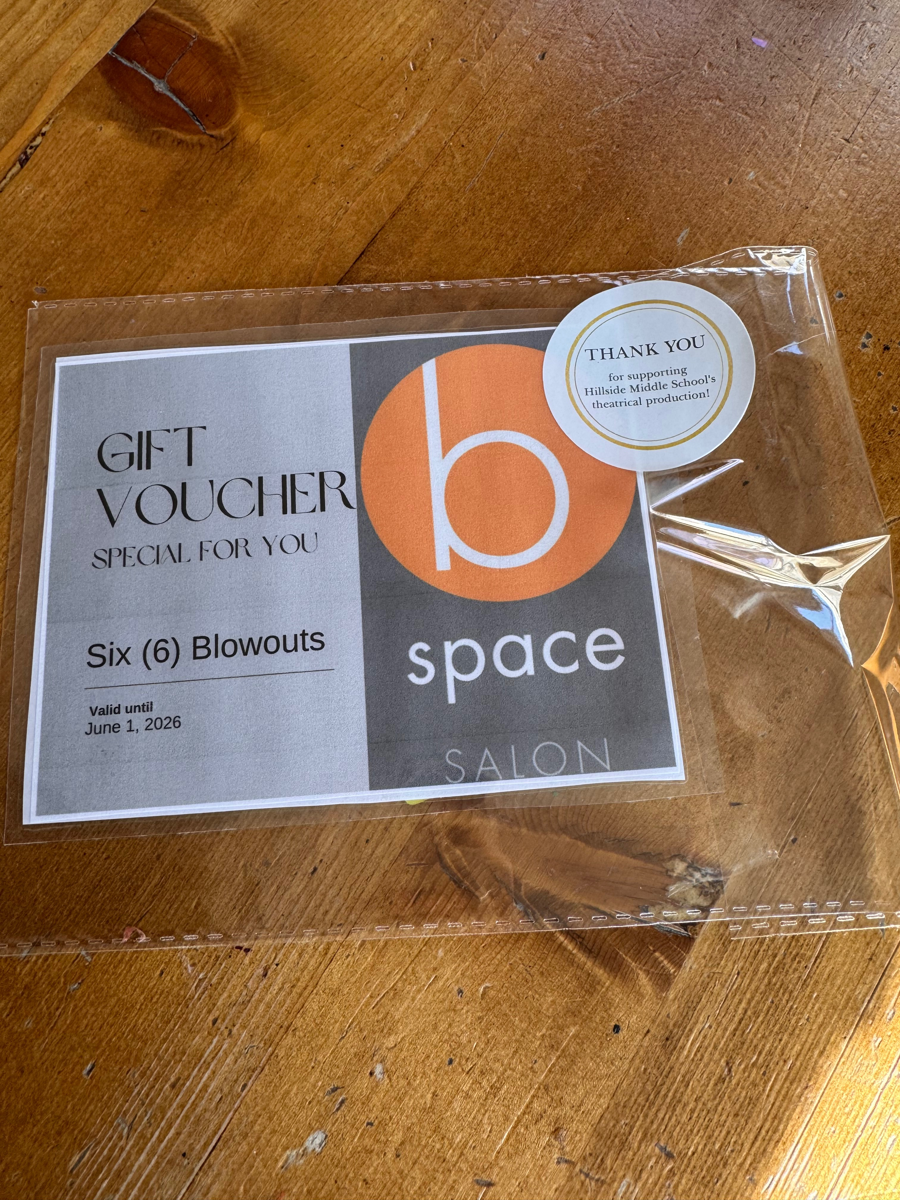 GIFT
VOUCHER
SPECIAL FOR YOU
Six (6) Blowouts
Valid until
June 1, 2026
b
space
SALON
THANK YOU
for supporting
Hillside Middle School's
theatrical production!